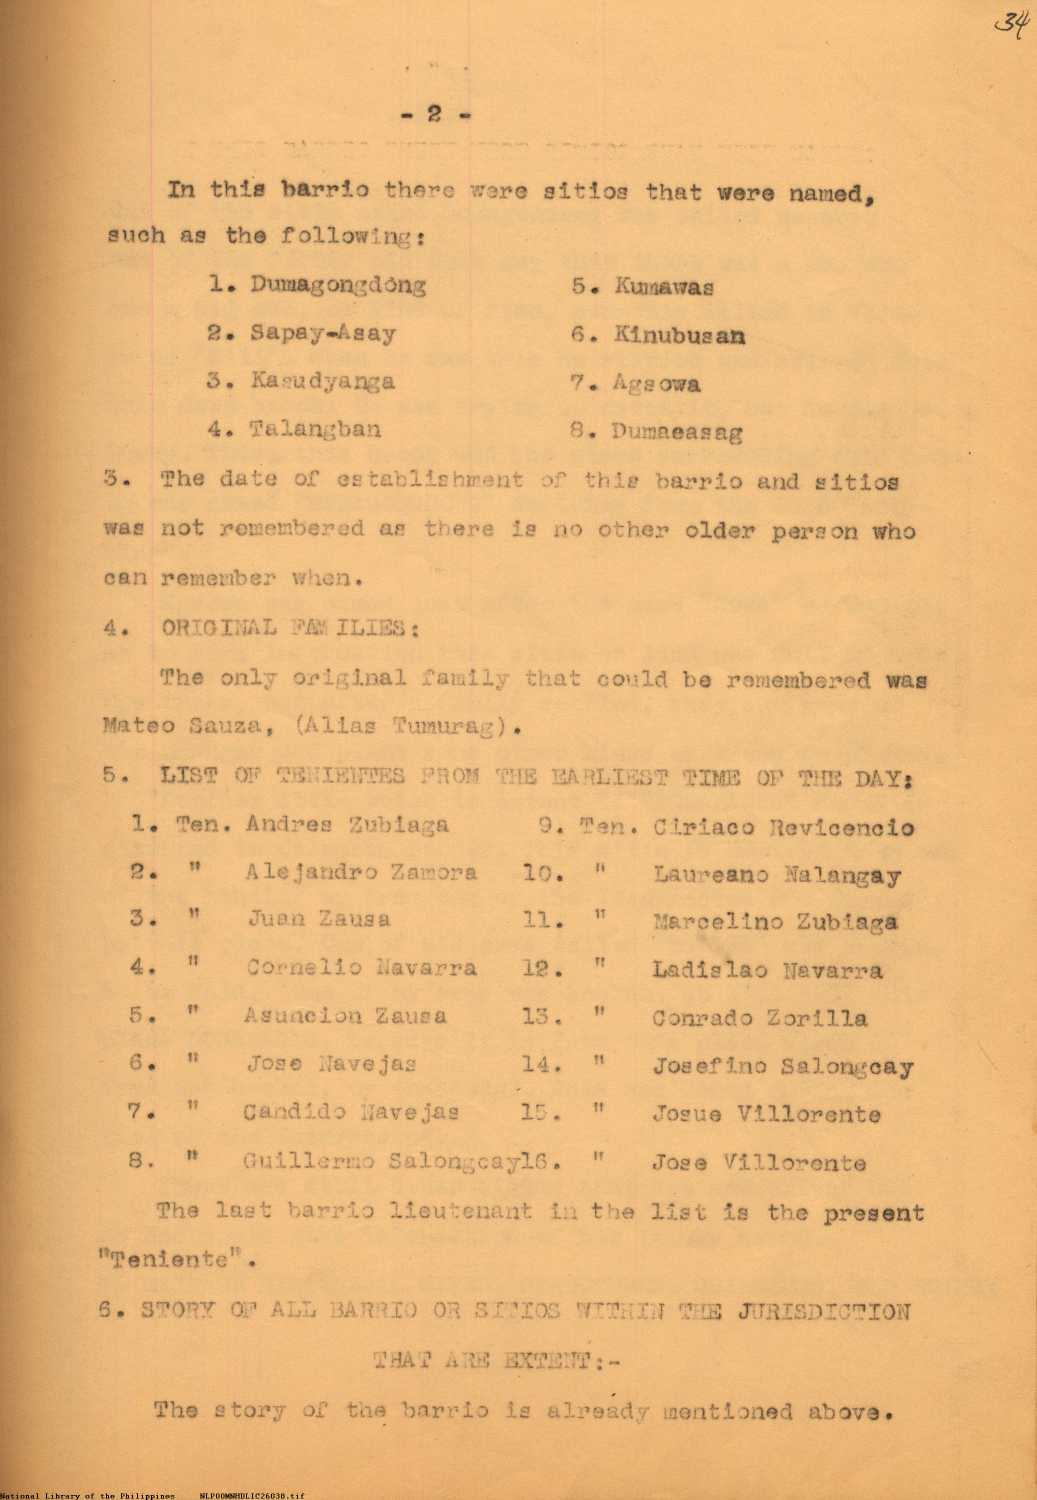 34
- 2 -
In this barrio there were sitios that were named,
such as the following:
1. Dumagongdong 5. Kumawas
2. Sapay-Asay 6. Kinubusan
3. Kasudyanga 7. Agsowa
4. Talangban 8. Dumaeasag
3. The date of establishment of this barrio and sitios
was not remembered as there is no other older person who
can remember when.
4. ORIGINAL FAMILIES:
The only original family that could be remembered was
Mateo Sauza, (Alias Tumurag).
5. LIST OF TENIENTES FROM THE EARLIEST TIME OF THE DAY:
1. Ten. Andres Zubiaga 9. Ten. Ciriaco Revicencio
2. " Alejandro Zamora 10. " Laureano Nalangay
3. " Juan Zausa 11. " Marcelino Zubiaga
4. " Cornelio Navarra 12. " Ladislao Navarra
5. " Asuncion Zausa 13. " Conrado Zorilla
6. " Jose Navejas 14. " Josefino Salongcay
7. " Candido Navejas 15. " Josue Villorente
8. " Guillermo Salongcay16. " Jose Villorente
The last barrio lieutenant in the list is the present
"Teniente".
6. STORY OF ALL BARRIO OR SITIOS WITHIN THE JURISDICTION
THAT ARE EXTENT:-
The story of the barrio is already mentioned above.
National Library of the Philippines NLPOOMNHDLIC26038.tif